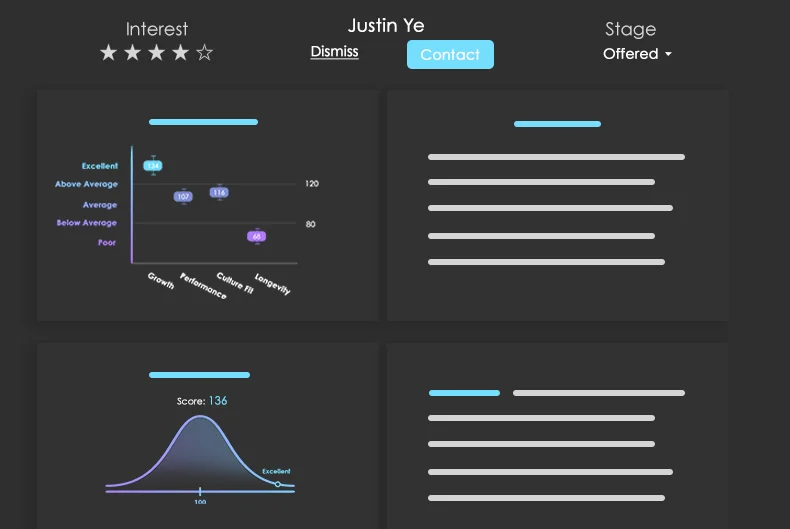 Interest
Justin Ye
Stage
Dismiss
Contact
Offered
Excellent
134
Above Average
120
Average
107
116
Below Average
80
Poor
68
Growth
Performance
Culture Fit
Longevity
Score: 136
Excellent
100